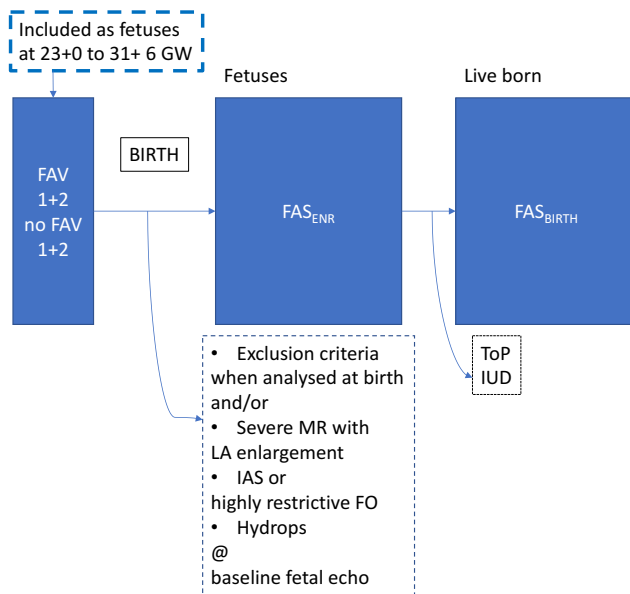 Included as fetuses
at 23+0 to 31+ 6 GW
Fetuses
Live born
FAV
1+2
no FAV
1+2
BIRTH
FAS_ENR
FAS_BIRTH
• Exclusion criteria
when analysed at birth
and/or
• Severe MR with
LA enlargement
• IAS or
highly restrictive FO
• Hydrops
@
baseline fetal echo
ToP
IUD